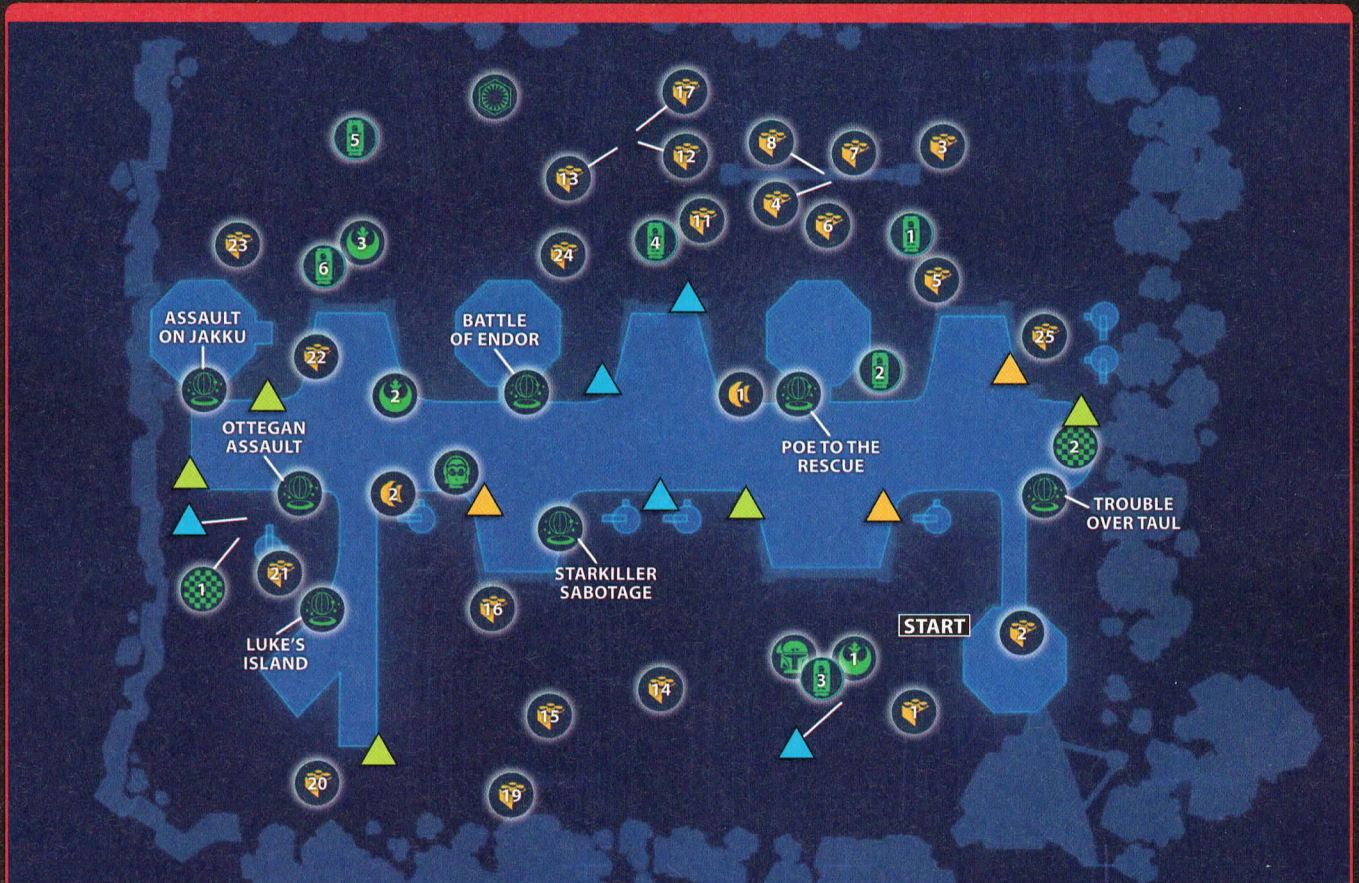 17
5
8
7
3
12
13
4
11
6
1
23
3
4
24
6
5
ASSAULT
ON JAKKU
BATTLE
OF ENDOR
25
22
2
2
1
OTTEGAN
ASSAULT
POE TO THE
RESCUE
2
2
TROUBLE
OVER TAUL
21
1
STARKILLER
SABOTAGE
16
LUKE'S
ISLAND
START
2
1
3
14
15
1
20
19